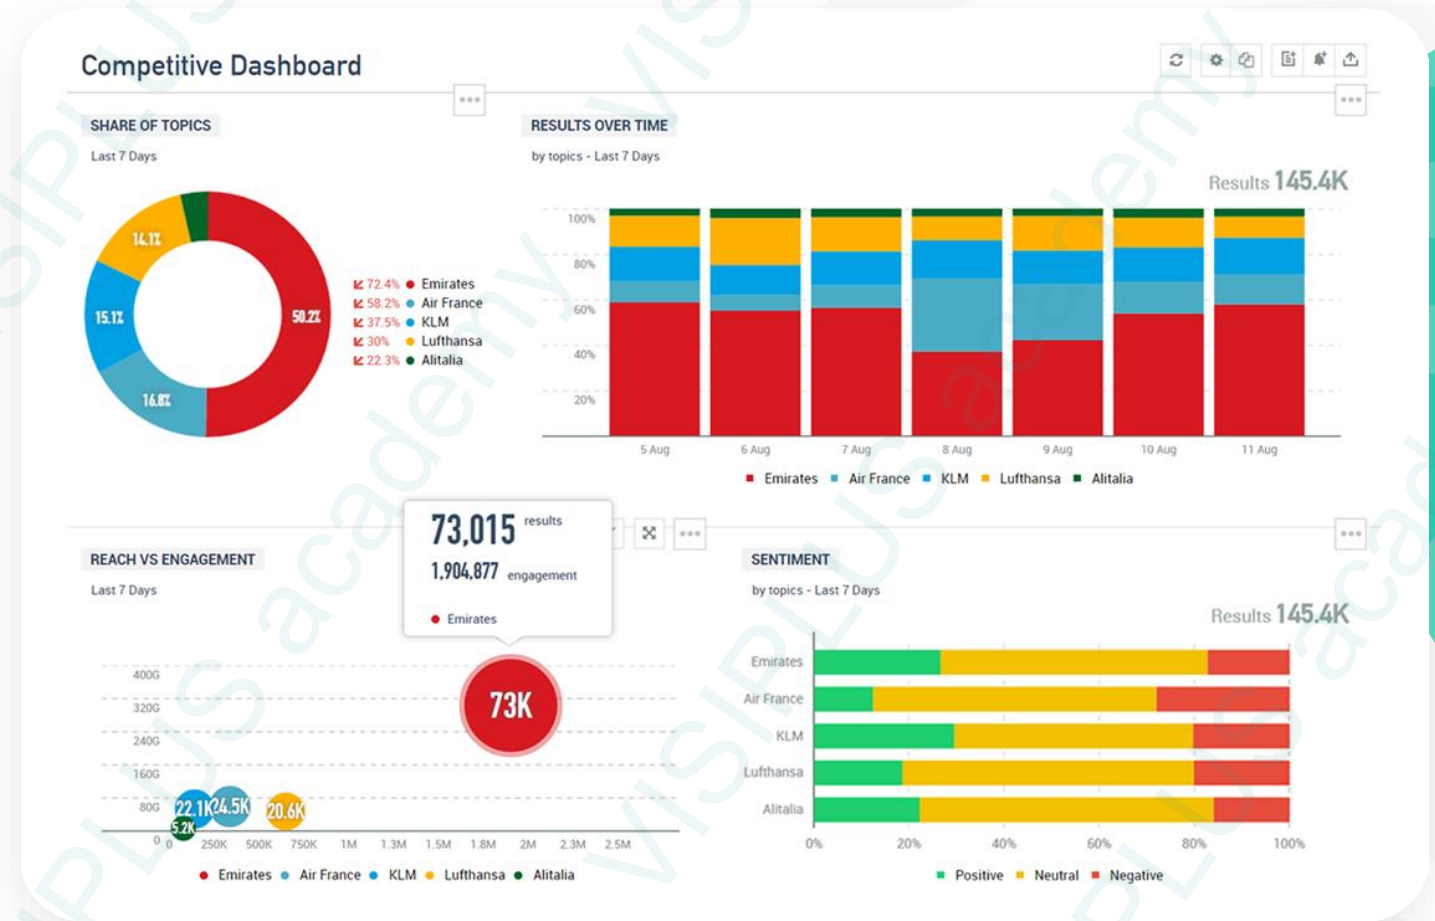 Competitive Dashboard
SHARE OF TOPICS
Last 7 Days
14.1%
15.1%
50.2%
16.8%
72.4% Emirates
58.2% Air France
37.5% KLM
30% Lufthansa
22.3% Alitalia
RESULTS OVER TIME
by topics - Last 7 Days
Results 145.4K
100%
80%
60%
40%
20%
5 Aug 6 Aug 7 Aug 8 Aug 9 Aug 10 Aug 11 Aug
Emirates Air France KLM Lufthansa Alitalia
REACH VS ENGAGEMENT
Last 7 Days
73,015 results
1,904,877 engagement
Emirates
400G
320G
240G
160G
80G
0
73K
22.1K 24.5K 20.6K
5.2K
0 250K 500K 750K 1M 1.3M 1.5M 1.8M 2M 2.3M 2.5M
Emirates Air France KLM Lufthansa Alitalia
SENTIMENT
by topics - Last 7 Days
Results 145.4K
Emirates
Air France
KLM
Lufthansa
Alitalia
0% 20% 40% 60% 80% 100%
Positive Neutral Negative
VISIPLUS academy